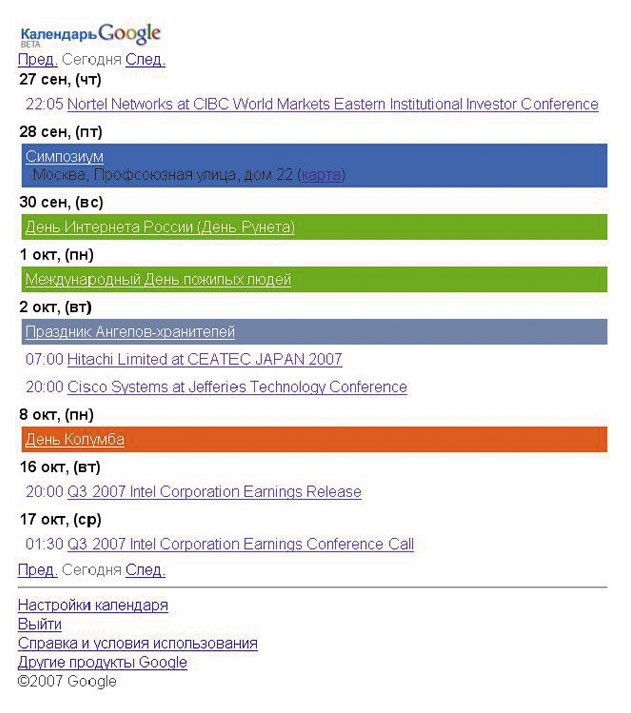 Календарь Google
BETA
Пред. Сегодня След.
27 сен, (чт)
22:05 Nortel Networks at CIBC World Markets Eastern Institutional Investor Conference
28 сен, (пт)
Симпозиум
Москва, Профсоюзная улица, дом 22 (карта)
30 сен, (вс)
День Интернета России (День Рунета)
1 окт, (пн)
Международный День пожилых людей
2 окт, (вт)
Праздник Ангелов-хранителей
07:00 Hitachi Limited at CEATEC JAPAN 2007
20:00 Cisco Systems at Jefferies Technology Conference
8 окт, (пн)
День Колумба
16 окт, (вт)
20:00 Q3 2007 Intel Corporation Earnings Release
17 окт, (ср)
01:30 Q3 2007 Intel Corporation Earnings Conference Call
Пред. Сегодня След.
Настройки календаря
Выйти
Справка и условия использования
Другие продукты Google
©2007 Google